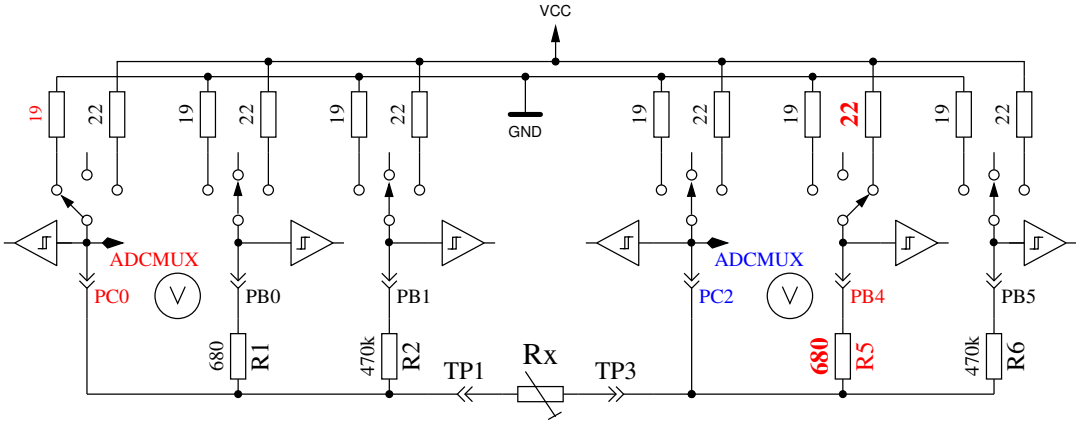 VCC
19 22 19 22 19 22 19 22 19 22 19 22
GND
ADCMUX ADCMUX
PC0 V PB0 PB1 PC2 V PB4 PB5
680 R1 470k R2 680 R5 470k R6
TP1 Rx TP3